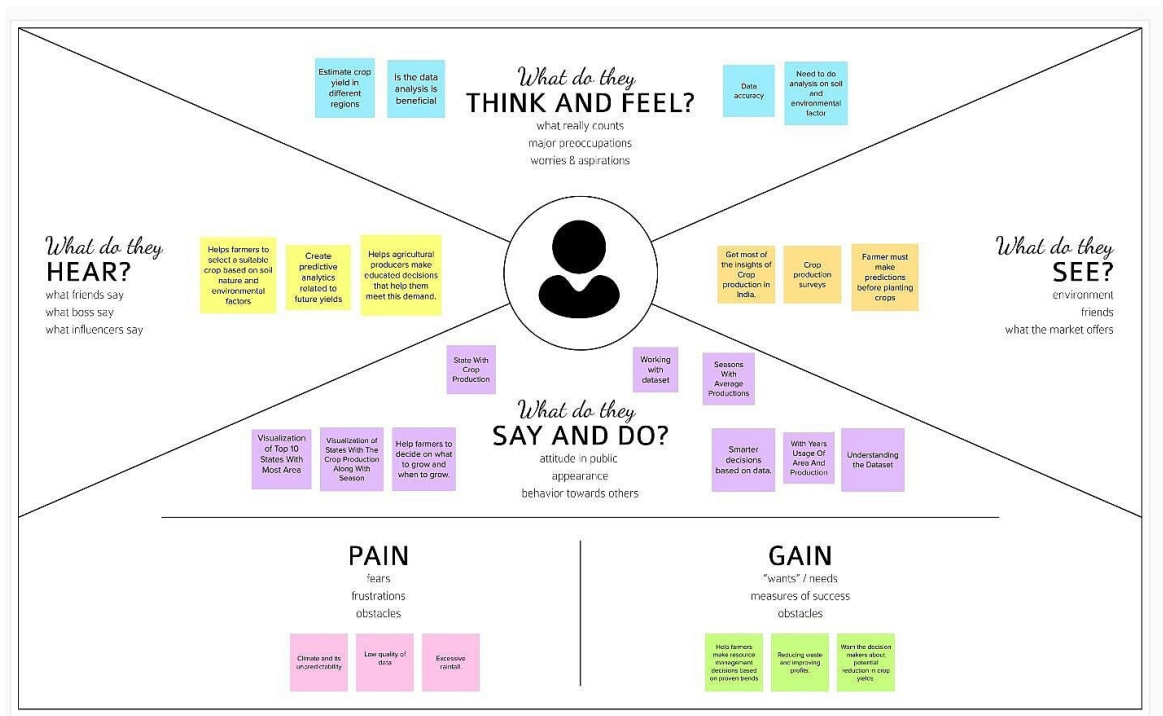 What do they
THINK AND FEEL?
what really counts
major preoccupations
worries & aspirations
Estimate crop
yield in
different
regions
Is the data
analysis is
beneficial
Data
accuracy
Need to do
analysis on soil
and
environmental
factor
What do they
HEAR?
what friends say
what boss say
what influencers say
Helps farmers to
select a suitable
crop based on soil
nature and
environmental
factors
Create
predictive
analytics
related to
future yields
Helps agricultural
producers make
educated decisions
that help them
meet this demand.
Get most of
the insights of
Crop
production in
India.
Crop
production
surveys
Farmer must
make
predictions
before planting
crops
What do they
SEE?
environment
friends
what the market offers
State With
Crop
Production
Working
with
dataset
Seasons
With
Average
Productions
What do they
SAY AND DO?
attitude in public
appearance
behavior towards others
Visualization
of Top 10
States With
Most Area
Visualization of
States With The
Crop Production
Along With
Season
Help farmers to
decide on what
to grow and
when to grow.
Smarter
decisions
based on data.
With Years
Usage Of
Area And
Production
Understanding
the Dataset
PAIN
fears
frustrations
obstacles
Climate and its
unpredictability
Low quality of
data
Excessive
rainfall.
GAIN
“wants” / needs
measures of success
obstacles
Help farmers
make resource
management
decisions based
on proven trends
Reducing waste
and improving
profits.
Warn the decision
makers about
potential
reduction in crop
yields